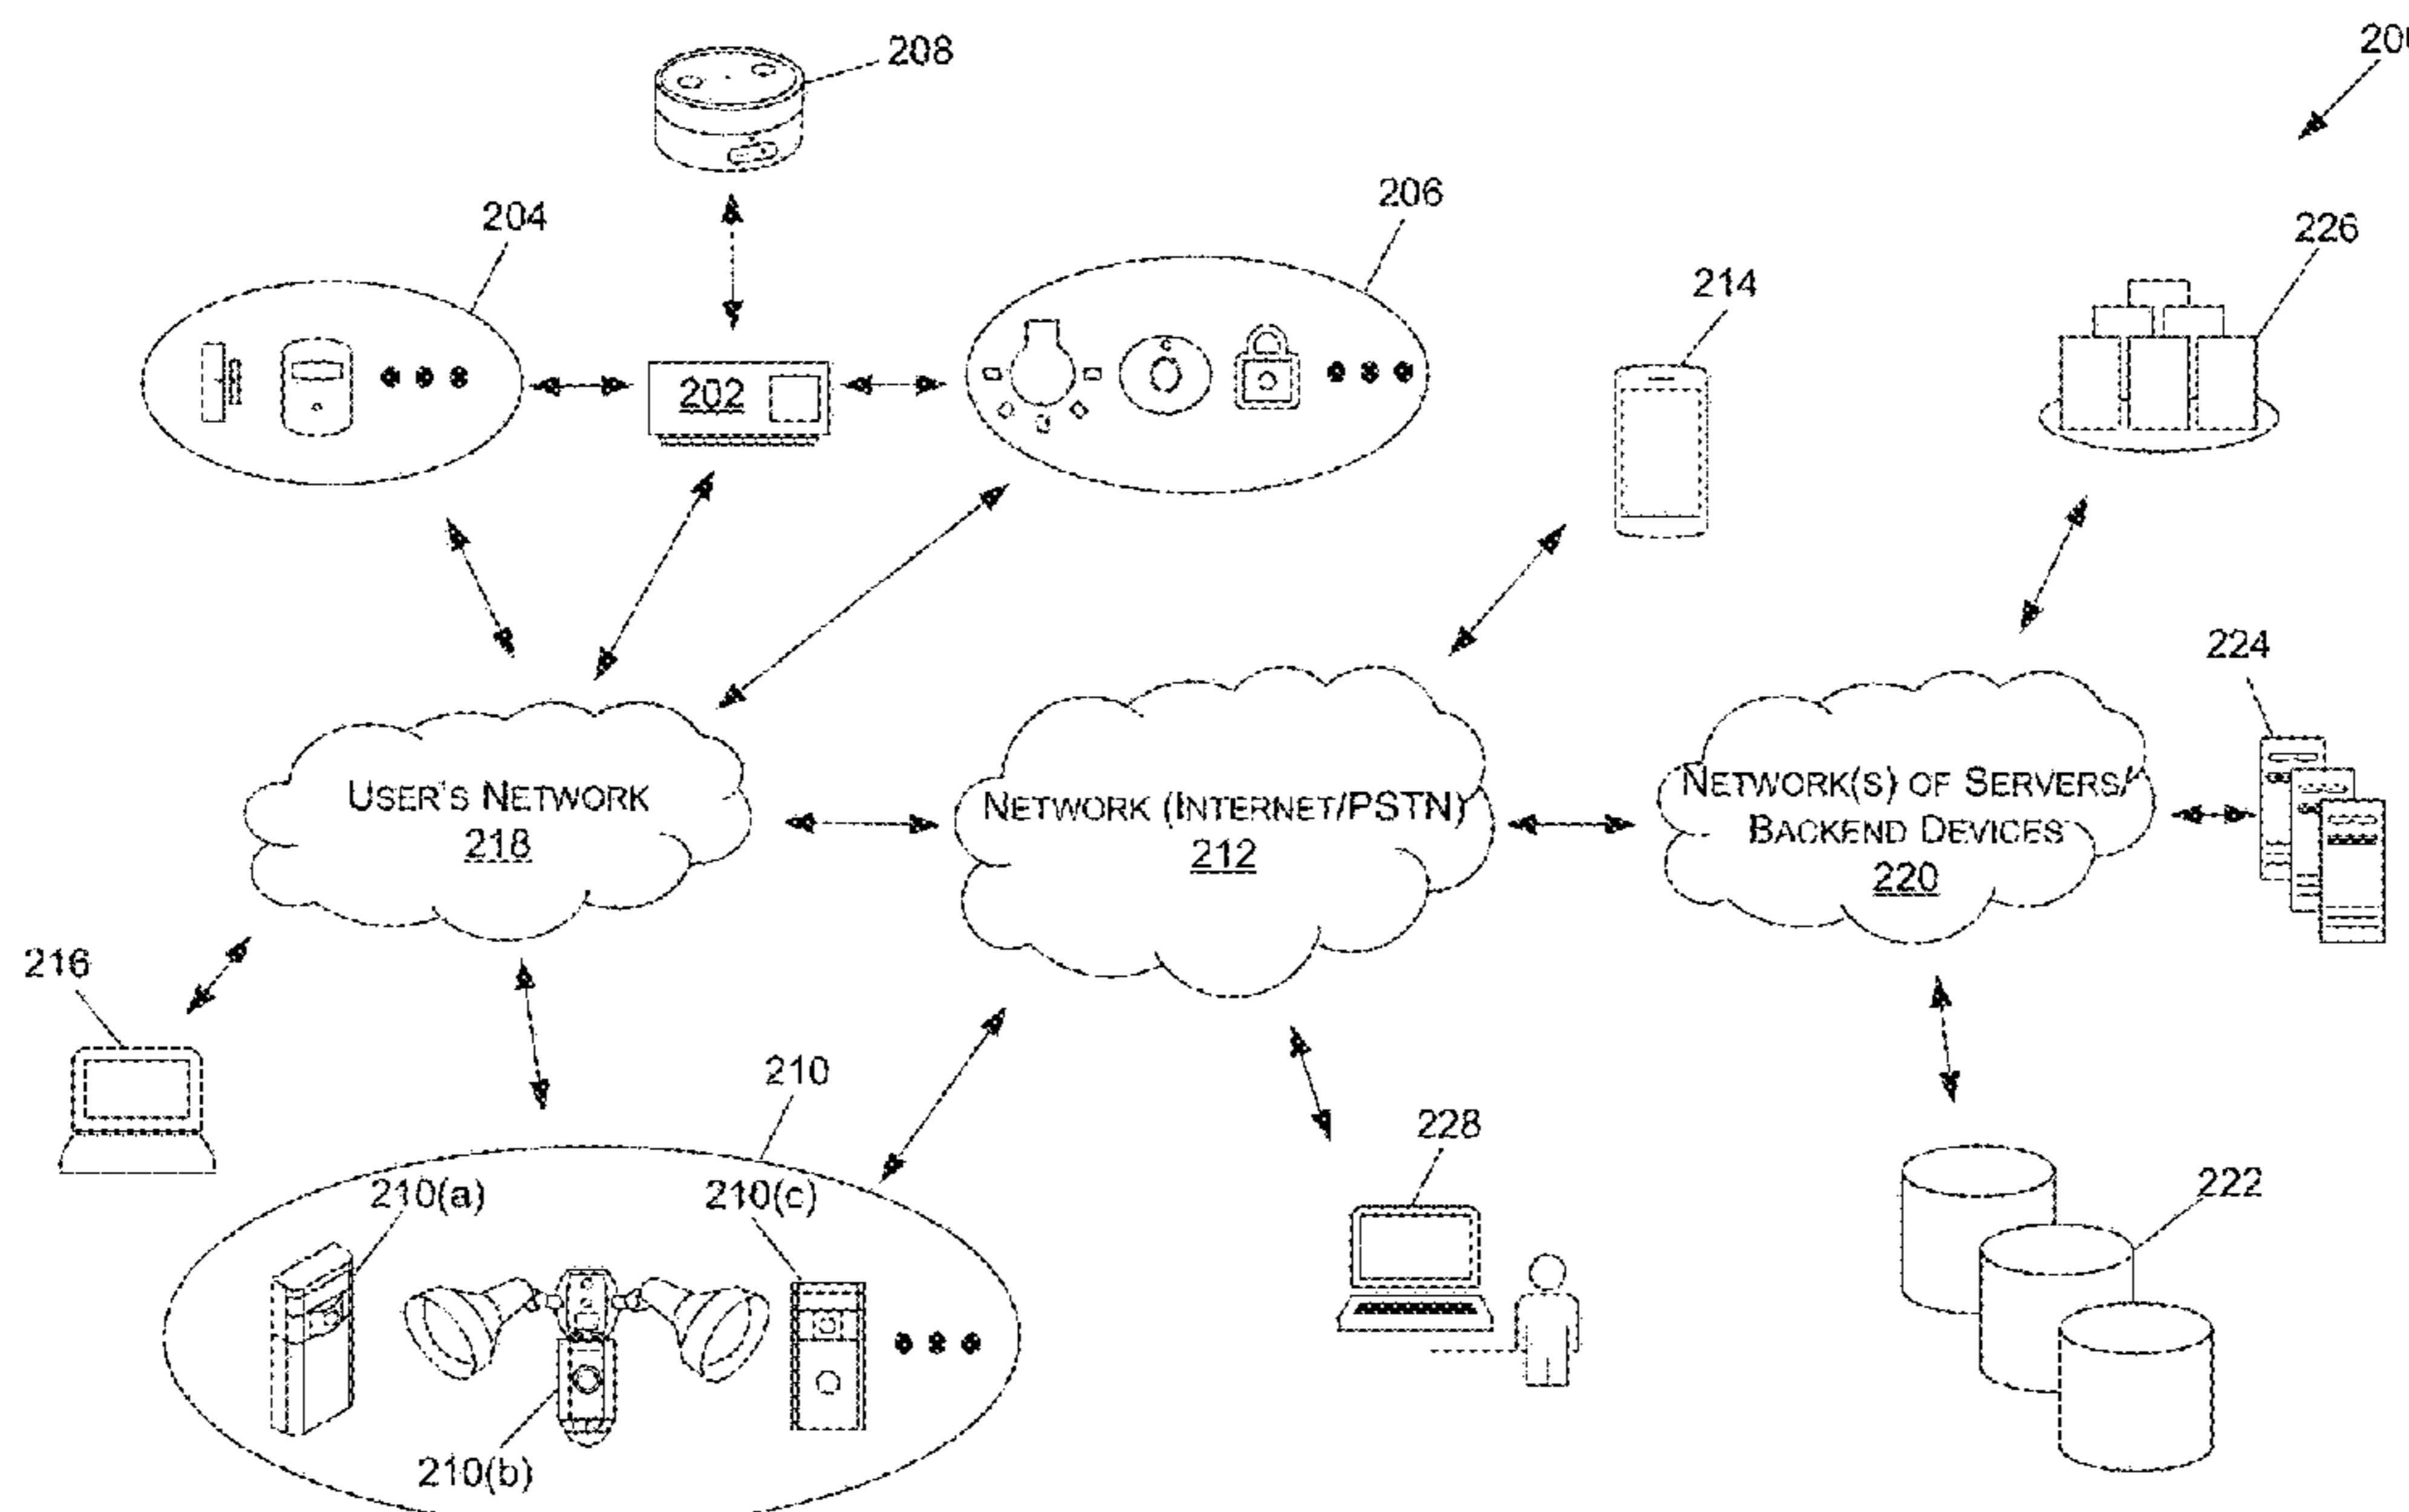 208
200
206
204
226
214
202
224
USER'S NETWORK
218
NETWORK (INTERNET/PSTN)
212
NETWORK(S) OF SERVERS/
BACKEND DEVICES
220
216
210
228
210(a)
210(c)
222
210(b)